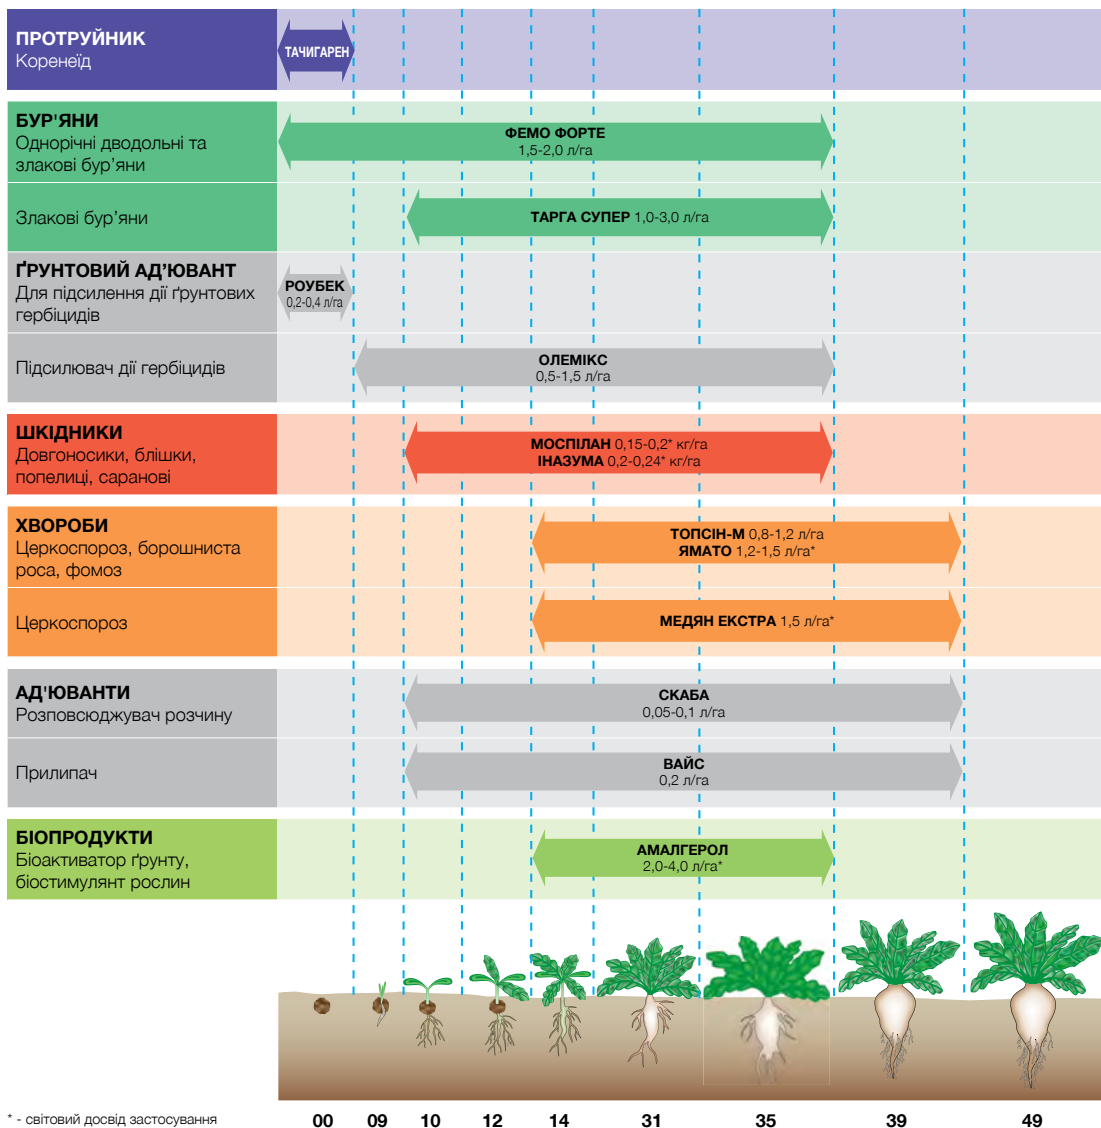 ПРОТРУЙНИК
Коренеїд
ТАЧИГАРЕН
БУР'ЯНИ
Однорічні дводольні та
злакові бур’яни
ФЕМО ФОРТЕ
1,5-2,0 л/га
Злакові бур’яни
ТАРГА СУПЕР 1,0-3,0 л/га
ҐРУНТОВИЙ АД’ЮВАНТ
Для підсилення дії ґрунтових
гербіцидів
РОУБЕК
0,2-0,4 л/га
Підсилювач дії гербіцидів
ОЛЕМІКС
0,5-1,5 л/га
ШКІДНИКИ
Довгоносики, блішки,
попелиці, саранові
МОСПІЛАН 0,15-0,2* кг/га
ІНАЗУМА 0,2-0,24* кг/га
ХВОРОБИ
Церкоспороз, борошниста
роса, фомоз
ТОПСІН-М 0,8-1,2 л/га
ЯМАТО 1,2-1,5 л/га*
Церкоспороз
МЕДЯН ЕКСТРА 1,5 л/га*
АД'ЮВАНТИ
Розповсюджувач розчину
СКАБА
0,05-0,1 л/га
Прилипач
ВАЙС
0,2 л/га
БІОПРОДУКТИ
Біоактиватор ґрунту,
біостимулянт рослин
АМАЛГЕРОЛ
2,0-4,0 л/га*
* - світовий досвід застосування
00 09 10 12 14 31 35 39 49